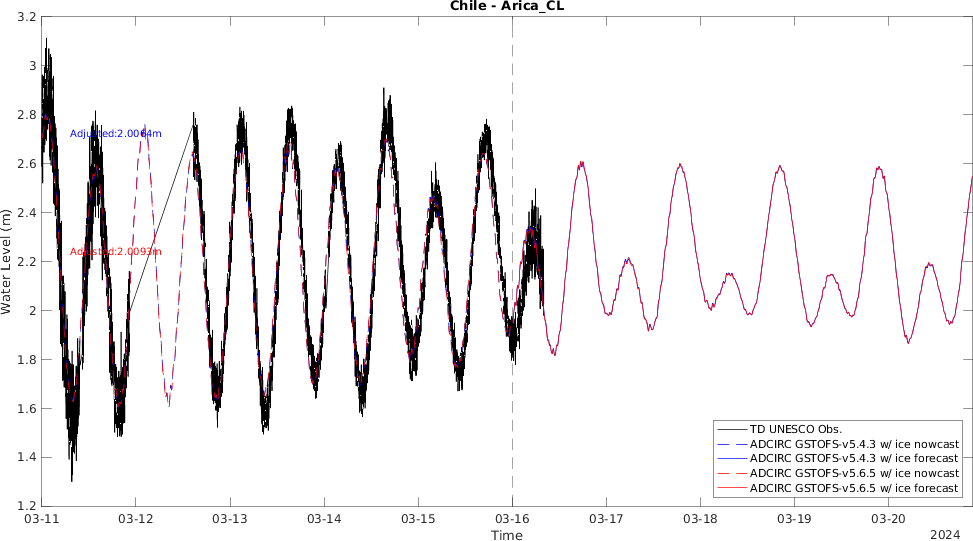 Chile - Arica_CL
3.2
3
2.8
2.6
2.4
2.2
2
1.8
1.6
1.4
1.2
Water Level (m)
Adjusted:2.0064m
Adjusted:2.0093m
TD UNESCO Obs.
ADCIRC GSTOFS-v5.4.3 w/ ice nowcast
ADCIRC GSTOFS-v5.4.3 w/ ice forecast
ADCIRC GSTOFS-v5.6.5 w/ ice nowcast
ADCIRC GSTOFS-v5.6.5 w/ ice forecast
03-11 03-12 03-13 03-14 03-15 03-16 03-17 03-18 03-19 03-20
Time
2024